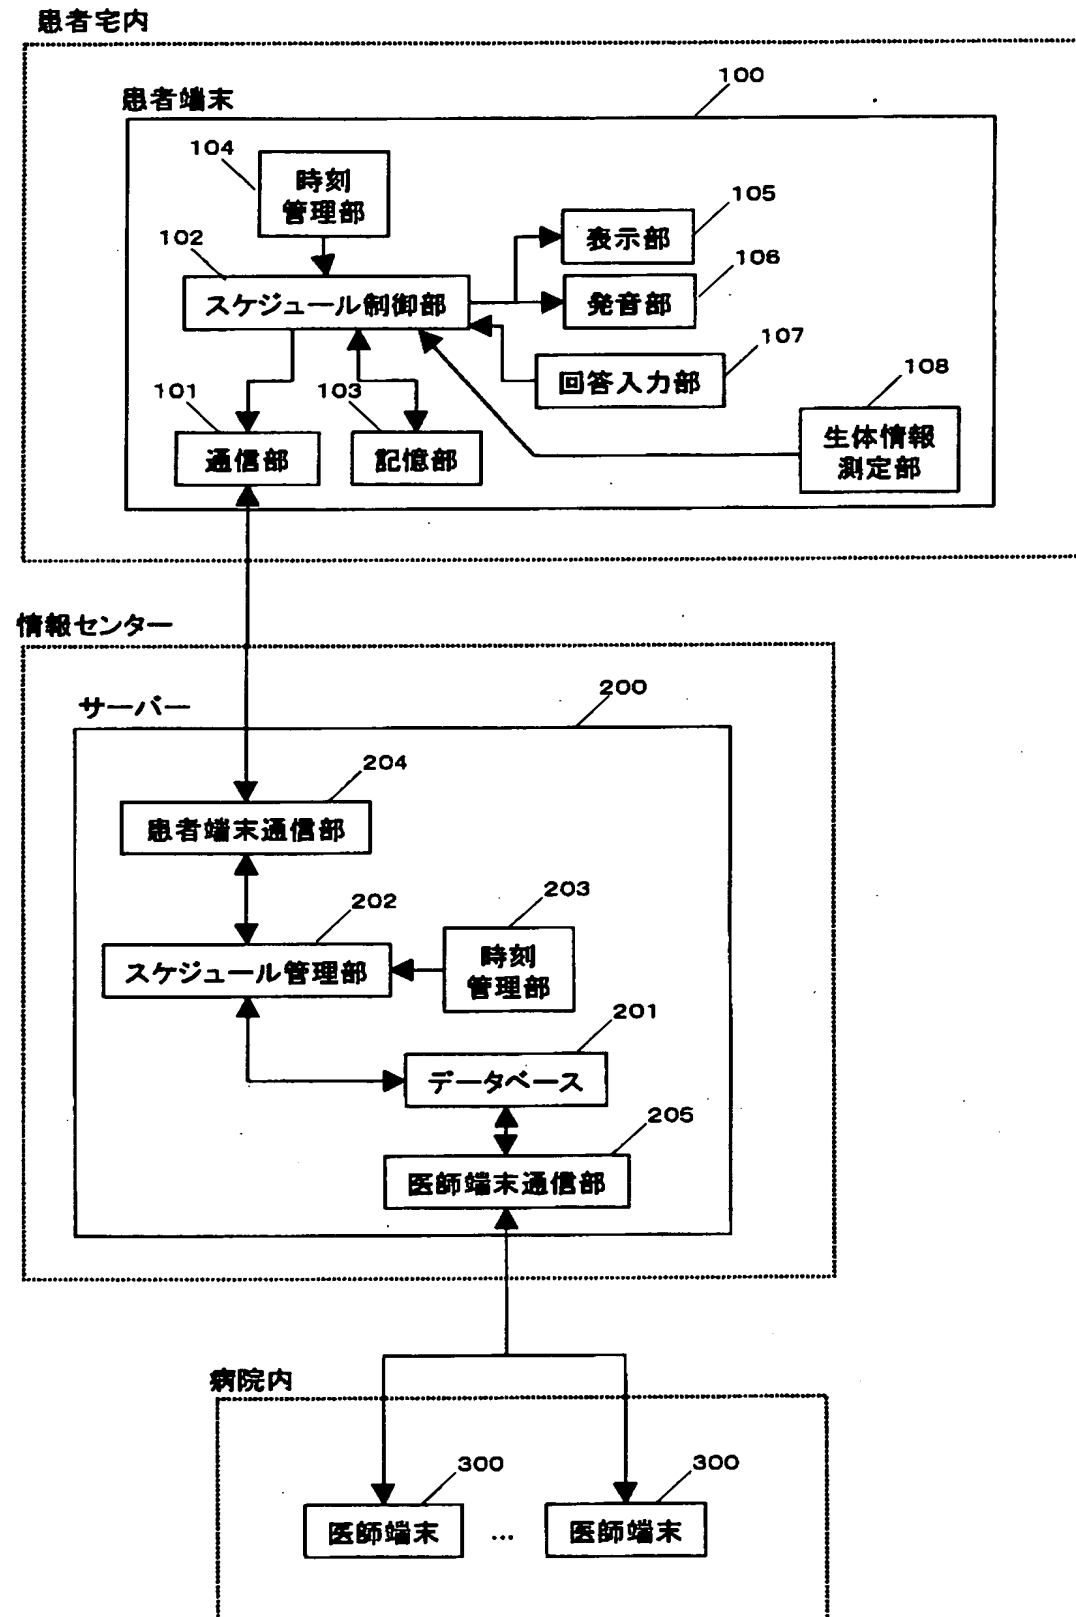 患者宅内
患者端末
100
104
時刻
管理部
105
表示部
102
106
スケジュール制御部
発音部
107
回答入力部
101
103
108
通信部
記憶部
生体情報
測定部
情報センター
サーバー
200
204
患者端末通信部
202
203
スケジュール管理部
時刻
管理部
201
データベース
205
医師端末通信部
病院内
300
300
医師端末
...
医師端末